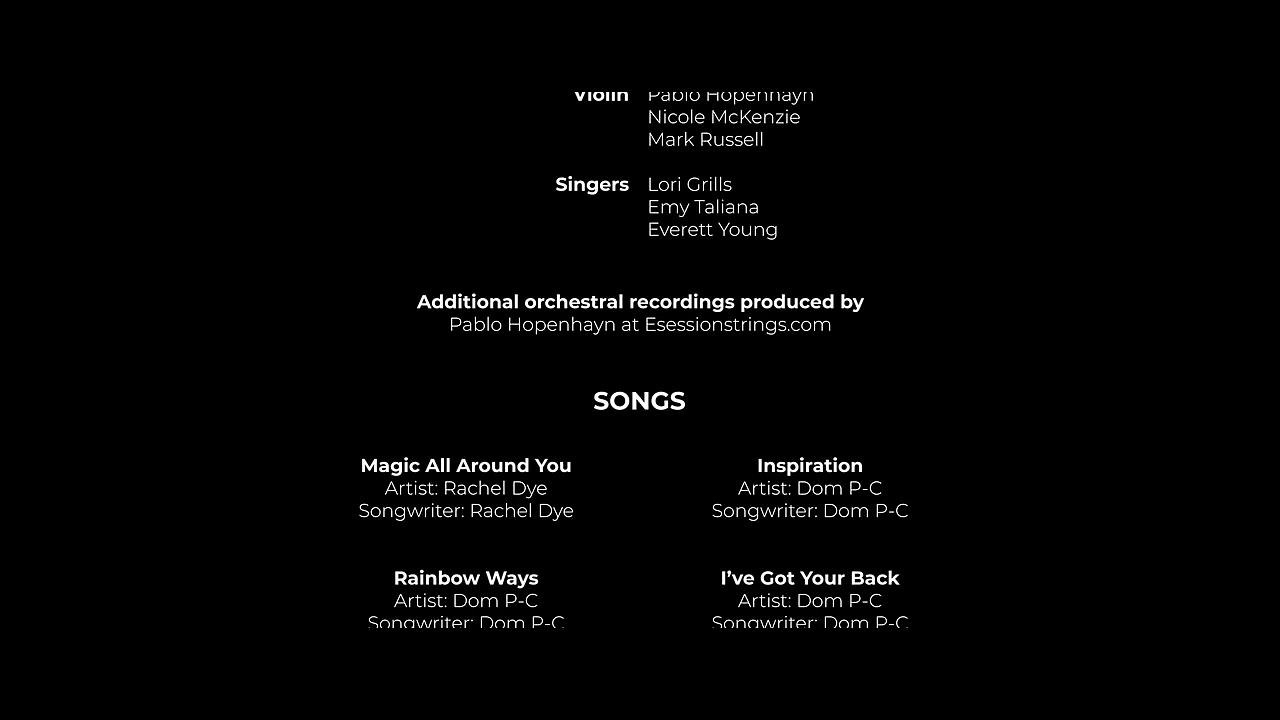 Violin Pablo Hopenhayn
Nicole McKenzie
Mark Russell
Singers Lori Grills
Emy Taliana
Everett Young
Additional orchestral recordings produced by
Pablo Hopenhayn at Esessionstrings.com
SONGS
Magic All Around You
Artist: Rachel Dye
Songwriter: Rachel Dye
Inspiration
Artist: Dom P-C
Songwriter: Dom P-C
Rainbow Ways
Artist: Dom P-C
Songwriter: Dom P-C
I’ve Got Your Back
Artist: Dom P-C
Songwriter: Dom P-C